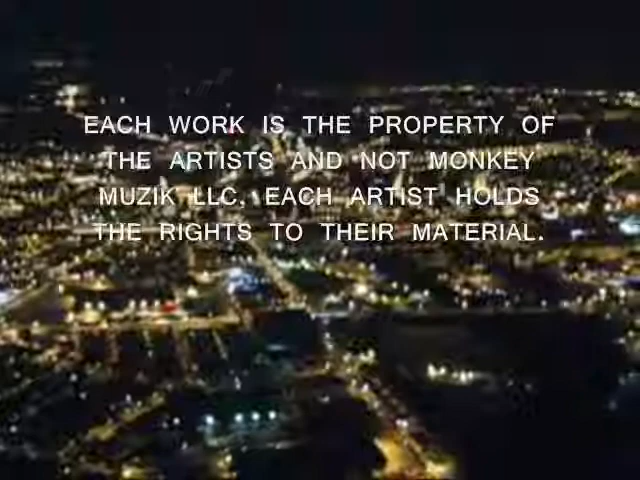 EACH WORK IS THE PROPERTY OF
THE ARTISTS AND NOT MONKEY
MUZIK LLC. EACH ARTIST HOLDS
THE RIGHTS TO THEIR MATERIAL.